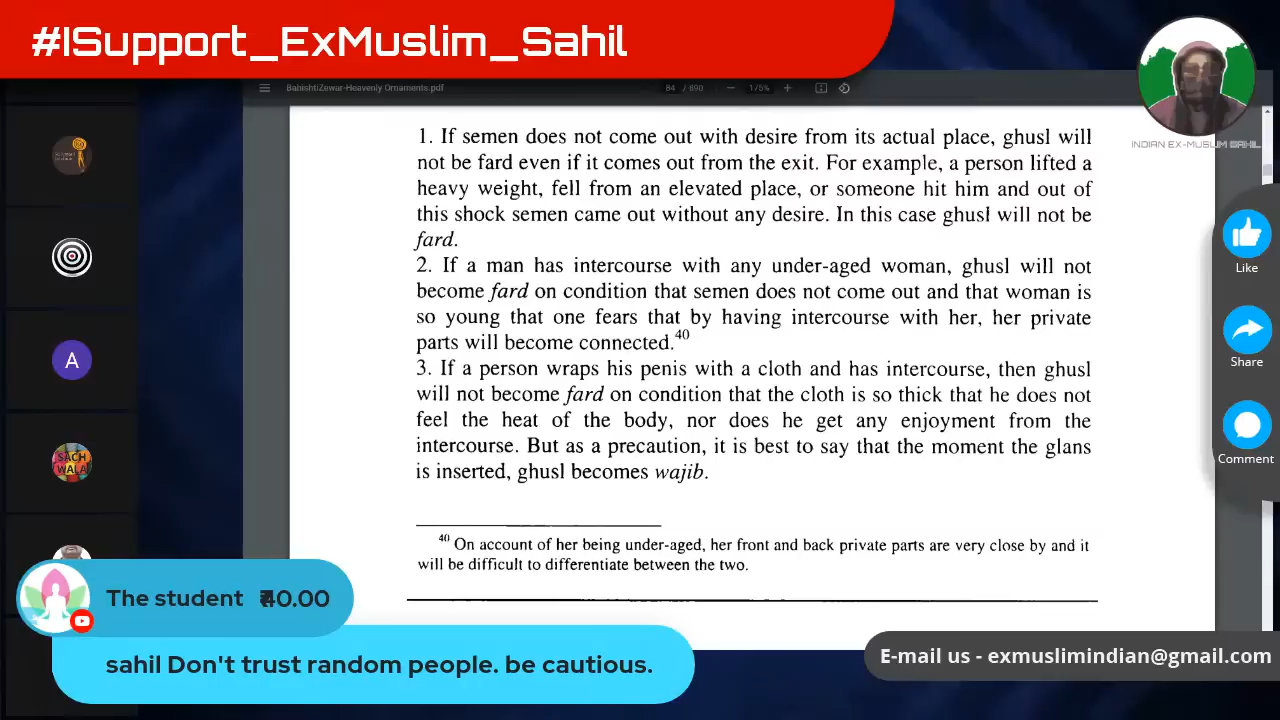 #ISupport_ExMuslim_Sahil
INDIAN EX-MUSLIM SAHIL
BahishtiZewar-Heavenly Ornaments.pdf
84 / 890
175%
1. If semen does not come out with desire from its actual place, ghusl will
not be fard even if it comes out from the exit. For example, a person lifted a
heavy weight, fell from an elevated place, or someone hit him and out of
this shock semen came out without any desire. In this case ghusl will not be
fard.
2. If a man has intercourse with any under-aged woman, ghusl will not
become fard on condition that semen does not come out and that woman is
so young that one fears that by having intercourse with her, her private
parts will become connected.40
3. If a person wraps his penis with a cloth and has intercourse, then ghusl
will not become fard on condition that the cloth is so thick that he does not
feel the heat of the body, nor does he get any enjoyment from the
intercourse. But as a precaution, it is best to say that the moment the glans
is inserted, ghusl becomes wajib.
40 On account of her being under-aged, her front and back private parts are very close by and it
will be difficult to differentiate between the two.
A
SACH
WALA
Like
Share
Comment
The student ₹40.00
sahil Don't trust random people. be cautious.
E-mail us - exmuslimindian@gmail.com